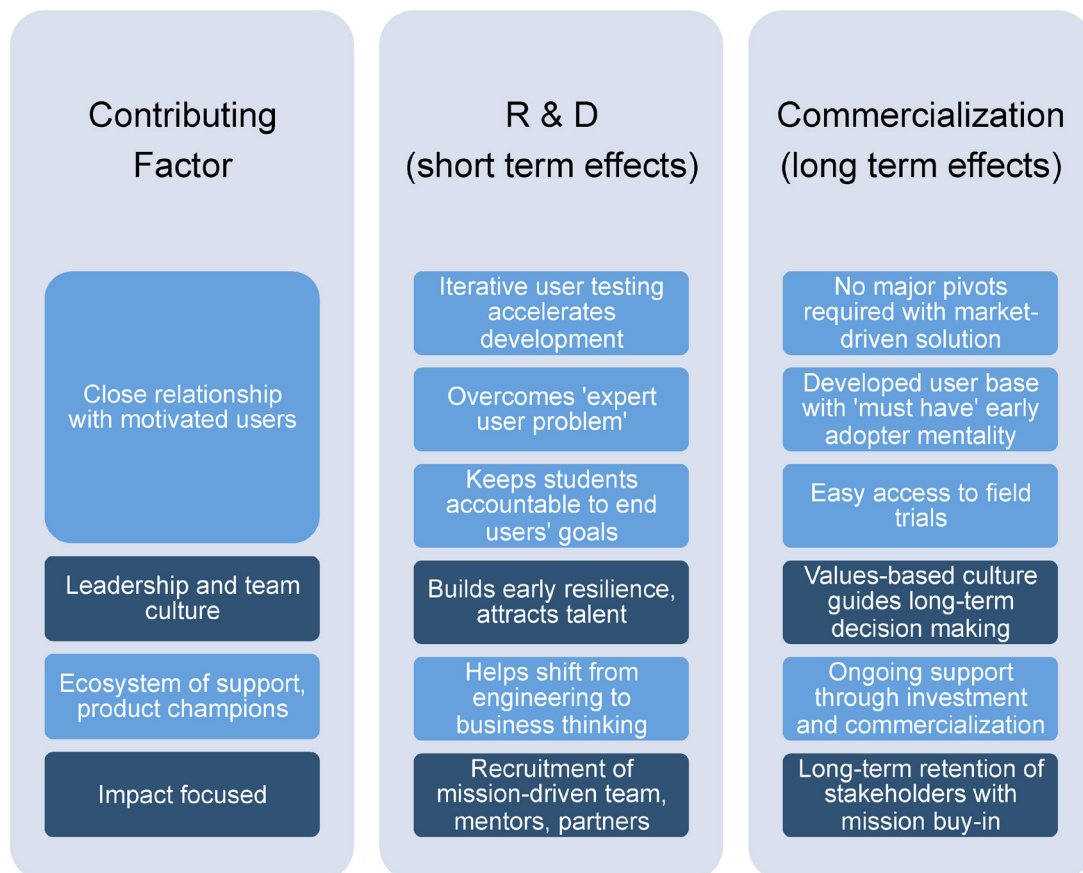 Contributing
Factor
Close relationship
with motivated users
Leadership and team
culture
Ecosystem of support,
product champions
Impact focused
R & D
(short term effects)
Iterative user testing
accelerates
development
Overcomes 'expert
user problem'
Keeps students
accountable to end
users' goals
Builds early resilience,
attracts talent
Helps shift from
engineering to
business thinking
Recruitment of
mission-driven team,
mentors, partners
Commercialization
(long term effects)
No major pivots
required with market-
driven solution
Developed user base
with 'must have' early
adopter mentality
Easy access to field
trials
Values-based culture
guides long-term
decision making
Ongoing support
through investment
and commercialization
Long-term retention of
stakeholders with
mission buy-in